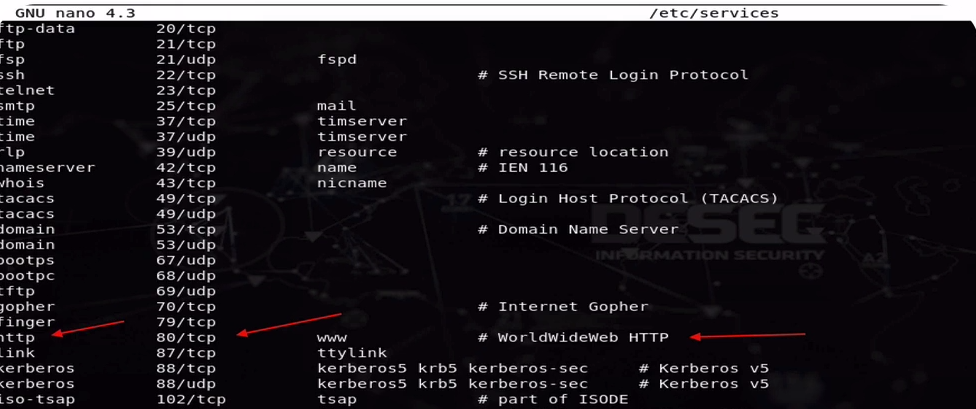 GNU nano 4.3 /etc/services
ftp-data 20/tcp
ftp 21/tcp
fsp 21/udp fspd
ssh 22/tcp # SSH Remote Login Protocol
telnet 23/tcp
smtp 25/tcp mail
time 37/tcp timserver
time 37/udp timserver
rlp 39/udp resource # resource location
nameserver 42/tcp name # IEN 116
whois 43/tcp nicname
tacacs 49/tcp # Login Host Protocol (TACACS)
tacacs 49/udp
domain 53/tcp # Domain Name Server
domain 53/udp
bootps 67/udp
bootpc 68/udp
tftp 69/udp
gopher 70/tcp # Internet Gopher
finger 79/tcp
http 80/tcp www # WorldWideWeb HTTP
link 87/tcp ttylink
kerberos 88/tcp kerberos5 krb5 kerberos-sec # Kerberos v5
kerberos 88/udp kerberos5 krb5 kerberos-sec # Kerberos v5
iso-tsap 102/tcp tsap # part of ISODE
DESEC
INFORMATION SECURITY
17
A2